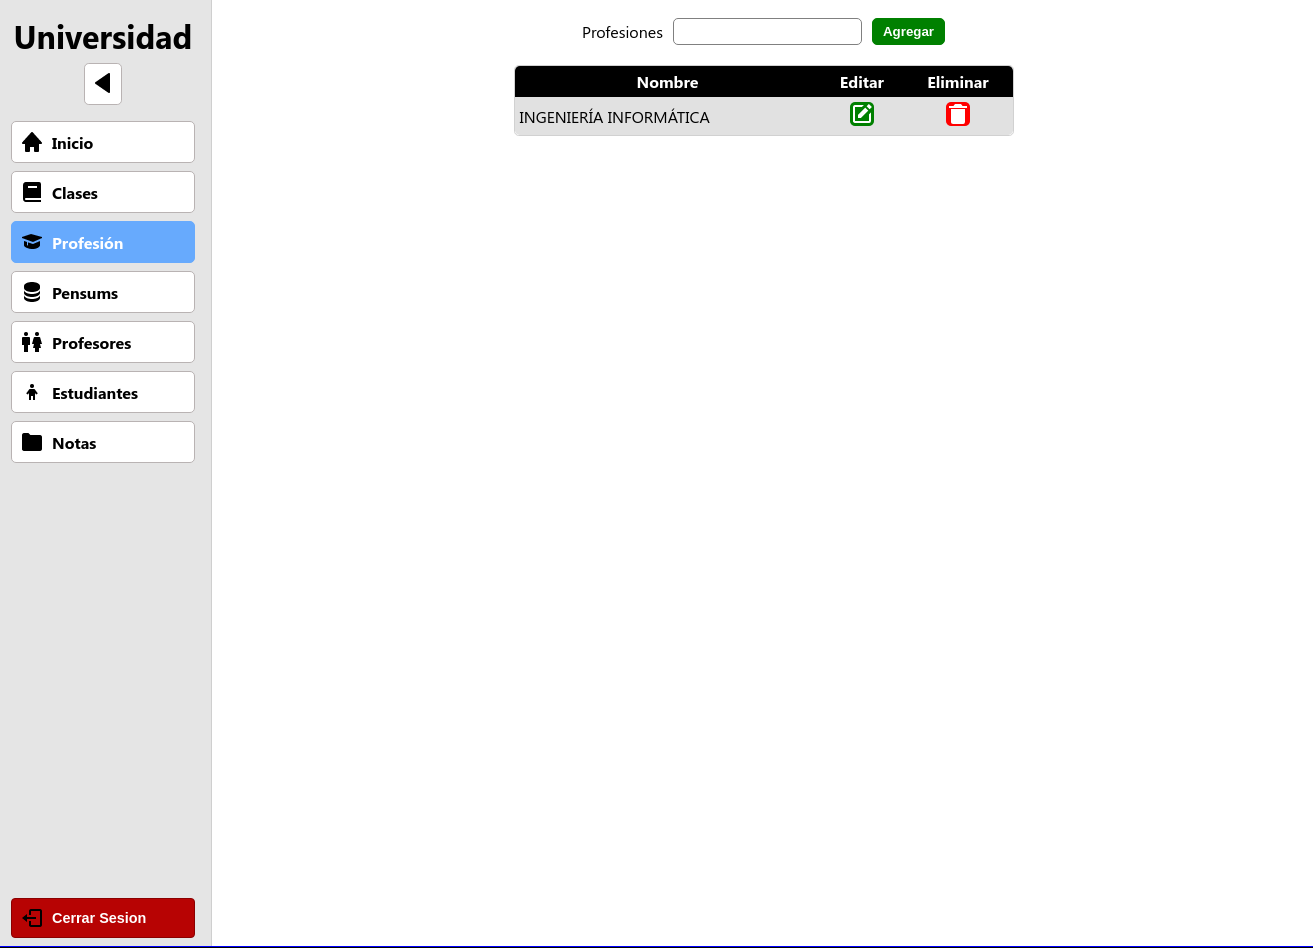 Universidad
Inicio
Clases
Profesión
Pensums
Profesores
Estudiantes
Notas
Cerrar Sesion
Profesiones Agregar
Nombre Editar Eliminar
INGENIERÍA INFORMÁTICA